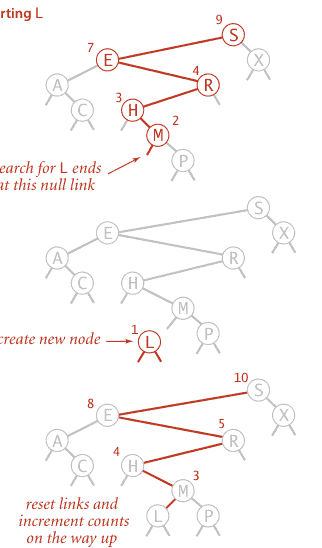 rting L
9
S
7
E
X
A
4
R
C
3
H
2
M
earch for L ends
at this null link
P
S
E
X
A
R
C
H
M
create new node
1
L
P
10
S
8
E
X
5
A
R
4
C
H
3
M
reset links and
increment counts
on the way up
L
P